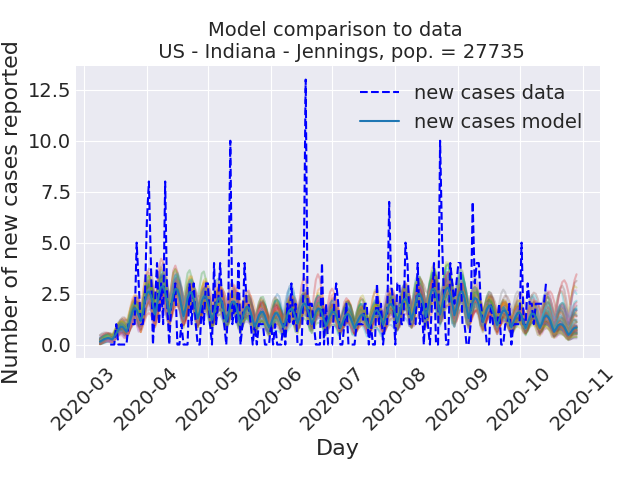 Model comparison to data
US - Indiana - Jennings, pop. = 27735
Number of new cases reported
12.5
10.0
7.5
5.0
2.5
0.0
new cases data
new cases model
2020-03
2020-04
2020-05
2020-06
2020-07
2020-08
2020-09
2020-10
2020-11
Day